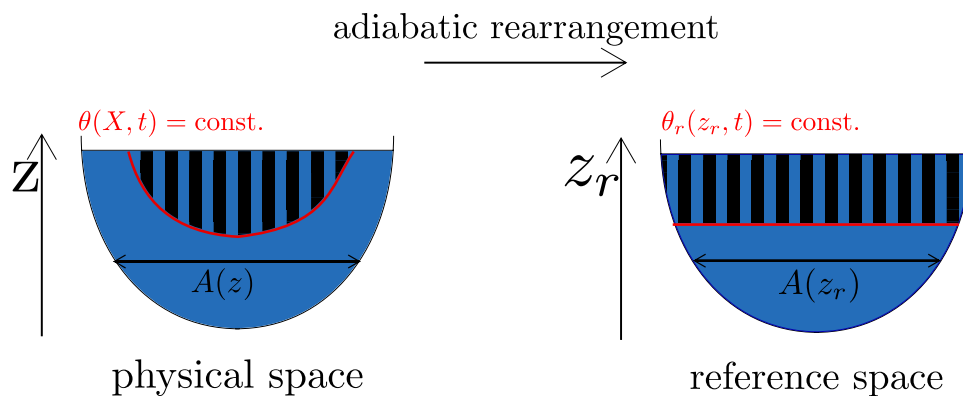 adiabatic rearrangement
θ(X, t) = const.
θ_r(z_r, t) = const.
z
z_r
A(z)
A(z_r)
physical space
reference space